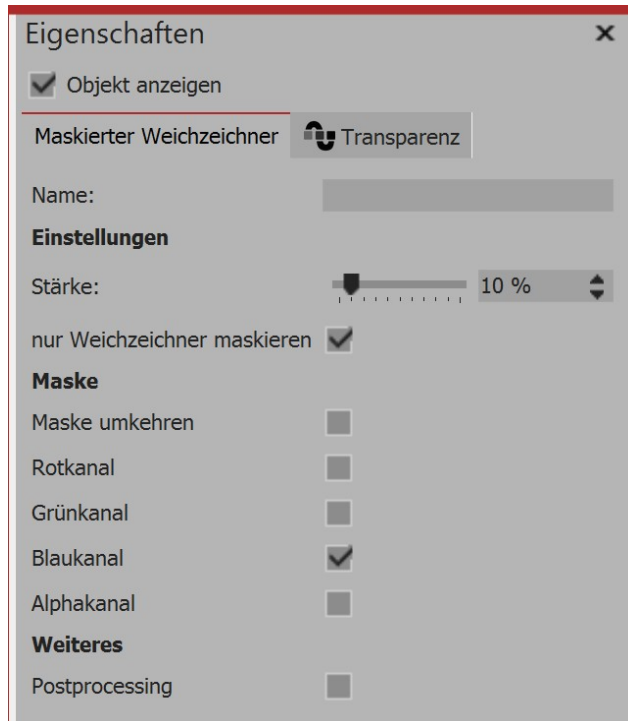 Eigenschaften
Objekt anzeigen
Maskierter Weichzeichner Transparenz
Name:
Einstellungen
Stärke: 10 %
nur Weichzeichner maskieren
Maske
Maske umkehren
Rotkanal
Grünkanal
Blaukanal
Alphakanal
Weiteres
Postprocessing